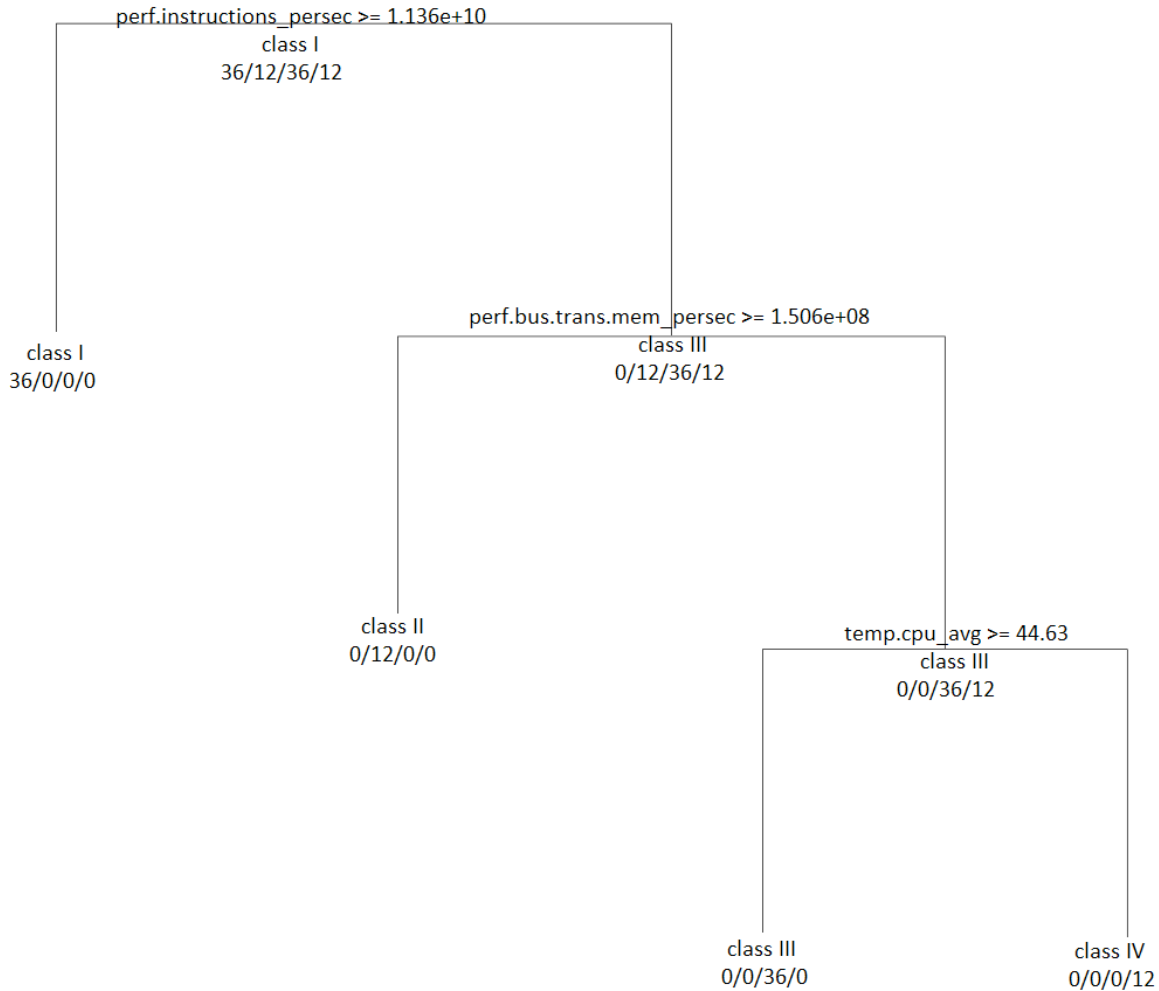 perf.instructions_persec >= 1.136e+10
class I
36/12/36/12
perf.bus.trans.mem_persec >= 1.506e+08
class I
36/0/0/0
class III
0/12/36/12
class II
0/12/0/0
temp.cpu_avg >= 44.63
class III
0/0/36/12
class III
0/0/36/0
class IV
0/0/0/12